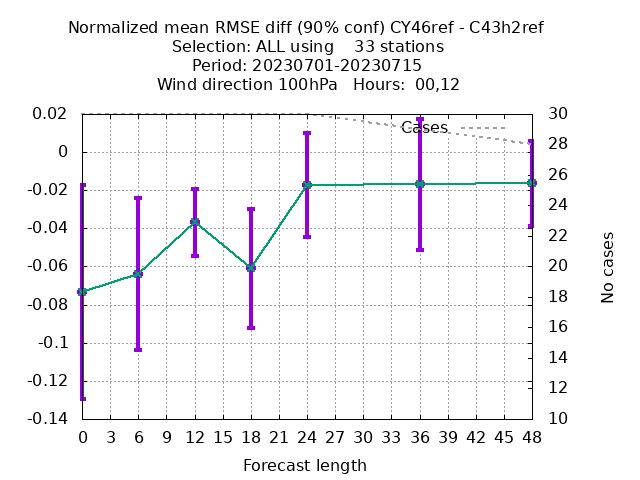 Normalized mean RMSE diff (90% conf) CY46ref - C43h2ref
Selection: ALL using 33 stations
Period: 20230701-20230715
Wind direction 100hPa Hours: 00,12
0.02
0
-0.02
-0.04
-0.06
-0.08
-0.1
-0.12
-0.14
Cases
30
28
26
24
22
20
18
16
14
12
10
No cases
0 3 6 9 12 15 18 21 24 27 30 33 36 39 42 45 48
Forecast length